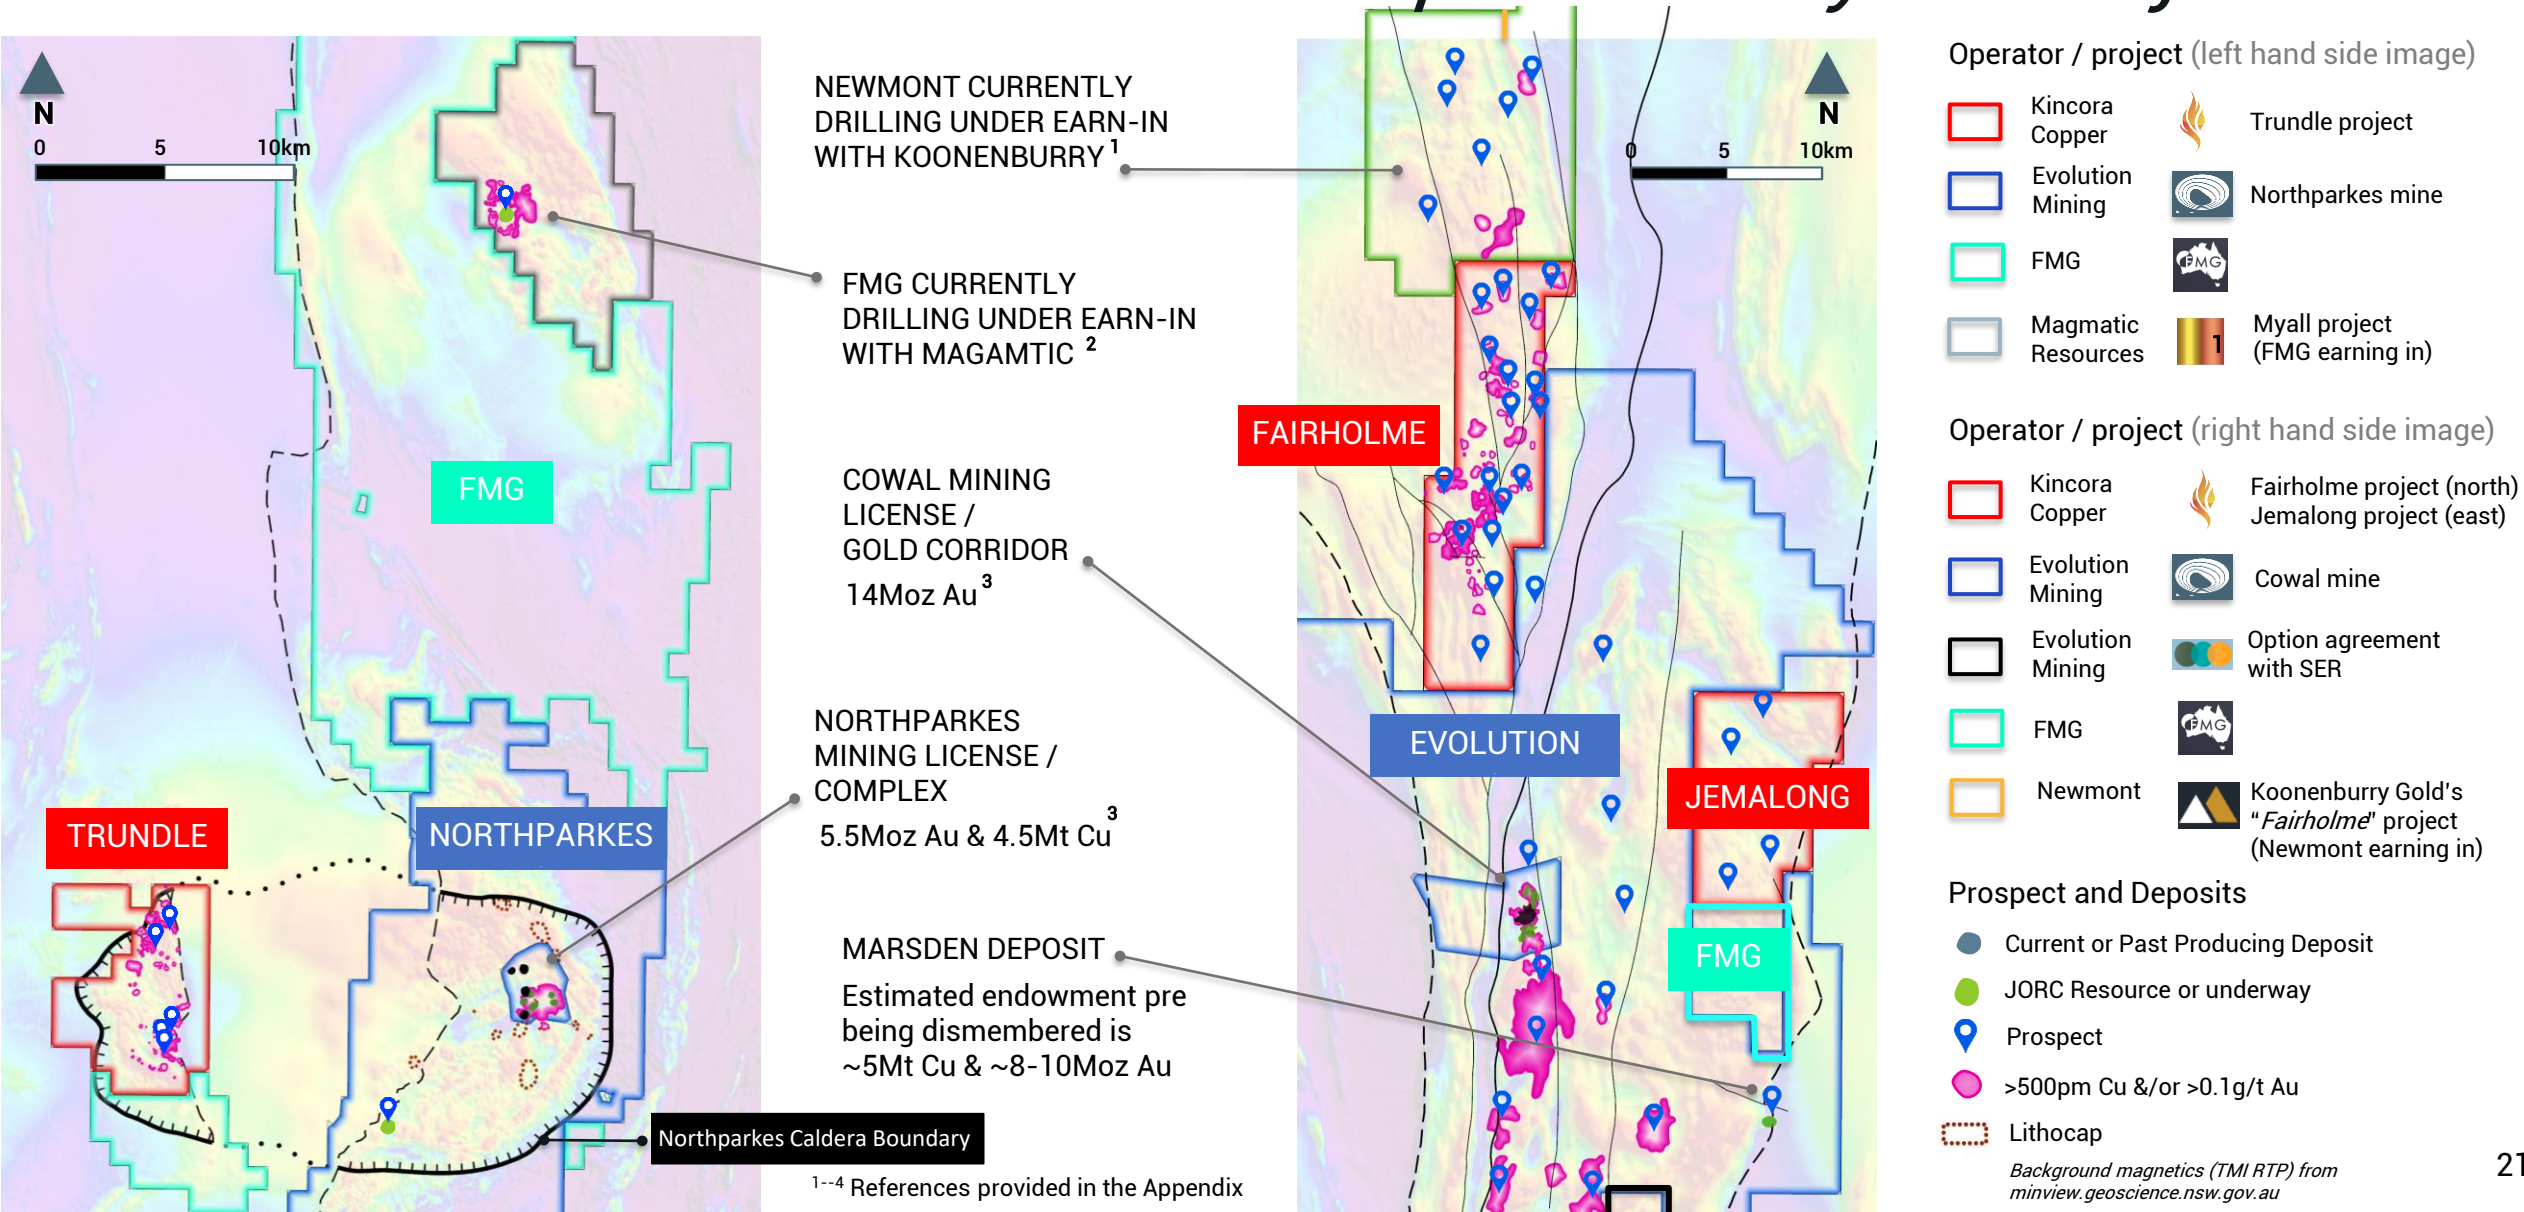 N
0 5 10km
FMG
TRUNDLE
NORTHPARKES
NEWMONT CURRENTLY
DRILLING UNDER EARN-IN
WITH KOONENBURRY 1
FMG CURRENTLY
DRILLING UNDER EARN-IN
WITH MAGAMTIC 2
COWAL MINING
LICENSE /
GOLD CORRIDOR
14Moz Au 3
NORTHPARKES
MINING LICENSE /
COMPLEX
5.5Moz Au & 4.5Mt Cu 3
MARSDEN DEPOSIT
Estimated endowment pre
being dismembered is
~5Mt Cu & ~8-10Moz Au
Northparkes Caldera Boundary
1--4 References provided in the Appendix
N
0 5 10km
FAIRHOLME
EVOLUTION
JEMALONG
FMG
Operator / project (left hand side image)
Kincora
Copper
Trundle project
Evolution
Mining
Northparkes mine
FMG
FMG
Magmatic
Resources
1
Myall project
(FMG earning in)
Operator / project (right hand side image)
Kincora
Copper
Fairholme project (north)
Jemalong project (east)
Evolution
Mining
Cowal mine
Evolution
Mining
Option agreement
with SER
FMG
FMG
Newmont
Koonenburry Gold's
"Fairholme" project
(Newmont earning in)
Prospect and Deposits
Current or Past Producing Deposit
JORC Resource or underway
Prospect
>500pm Cu &/or >0.1g/t Au
Lithocap
Background magnetics (TMI RTP) from
minview.geoscience.nsw.gov.au
21